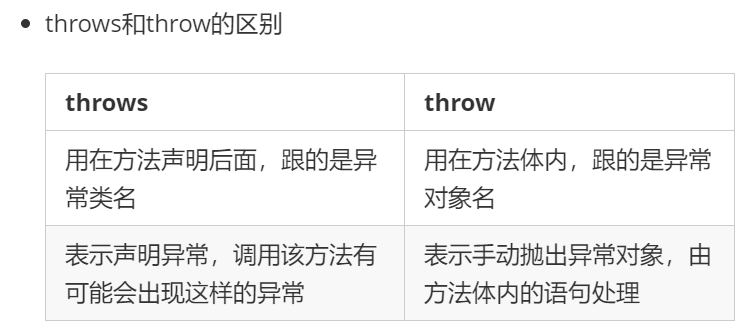 throws和throw的区别
throws
throw
用在方法声明后面，跟的是异
常类名
用在方法体内，跟的是异常
对象名
表示声明异常，调用该方法有
可能会出现这样的异常
表示手动抛出异常对象，由
方法体内的语句处理